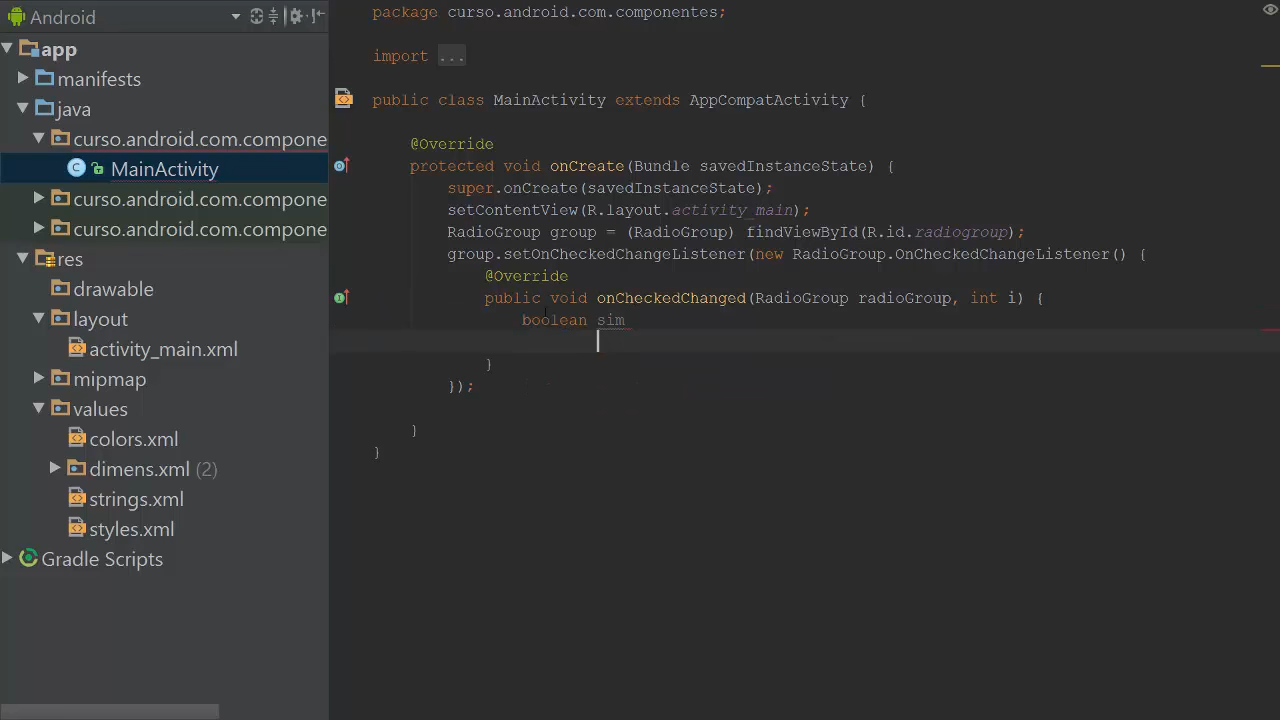 Android
app
manifests
java
curso.android.com.compone
MainActivity
curso.android.com.compone
curso.android.com.compone
res
drawable
layout
activity_main.xml
mipmap
values
colors.xml
dimens.xml (2)
strings.xml
styles.xml
Gradle Scripts
package curso.android.com.componentes;
import ...
public class MainActivity extends AppCompatActivity {
@Override
protected void onCreate(Bundle savedInstanceState) {
super.onCreate(savedInstanceState);
setContentView(R.layout.activity_main);
RadioGroup group = (RadioGroup) findViewById(R.id.radiogroup);
group.setOnCheckedChangeListener(new RadioGroup.OnCheckedChangeListener() {
@Override
public void onCheckedChanged(RadioGroup radioGroup, int i) {
boolean sim
}
});
}
}